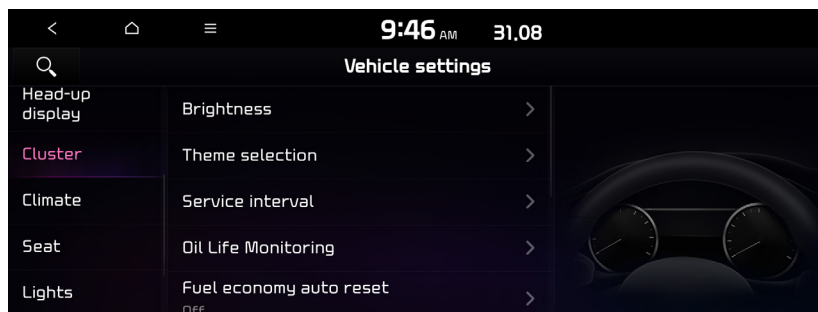 9:46 AM 31.08
Vehicle settings
Head-up
display
Cluster
Climate
Seat
Lights
Brightness
Theme selection
Service interval
Oil Life Monitoring
Fuel economy auto reset
Off